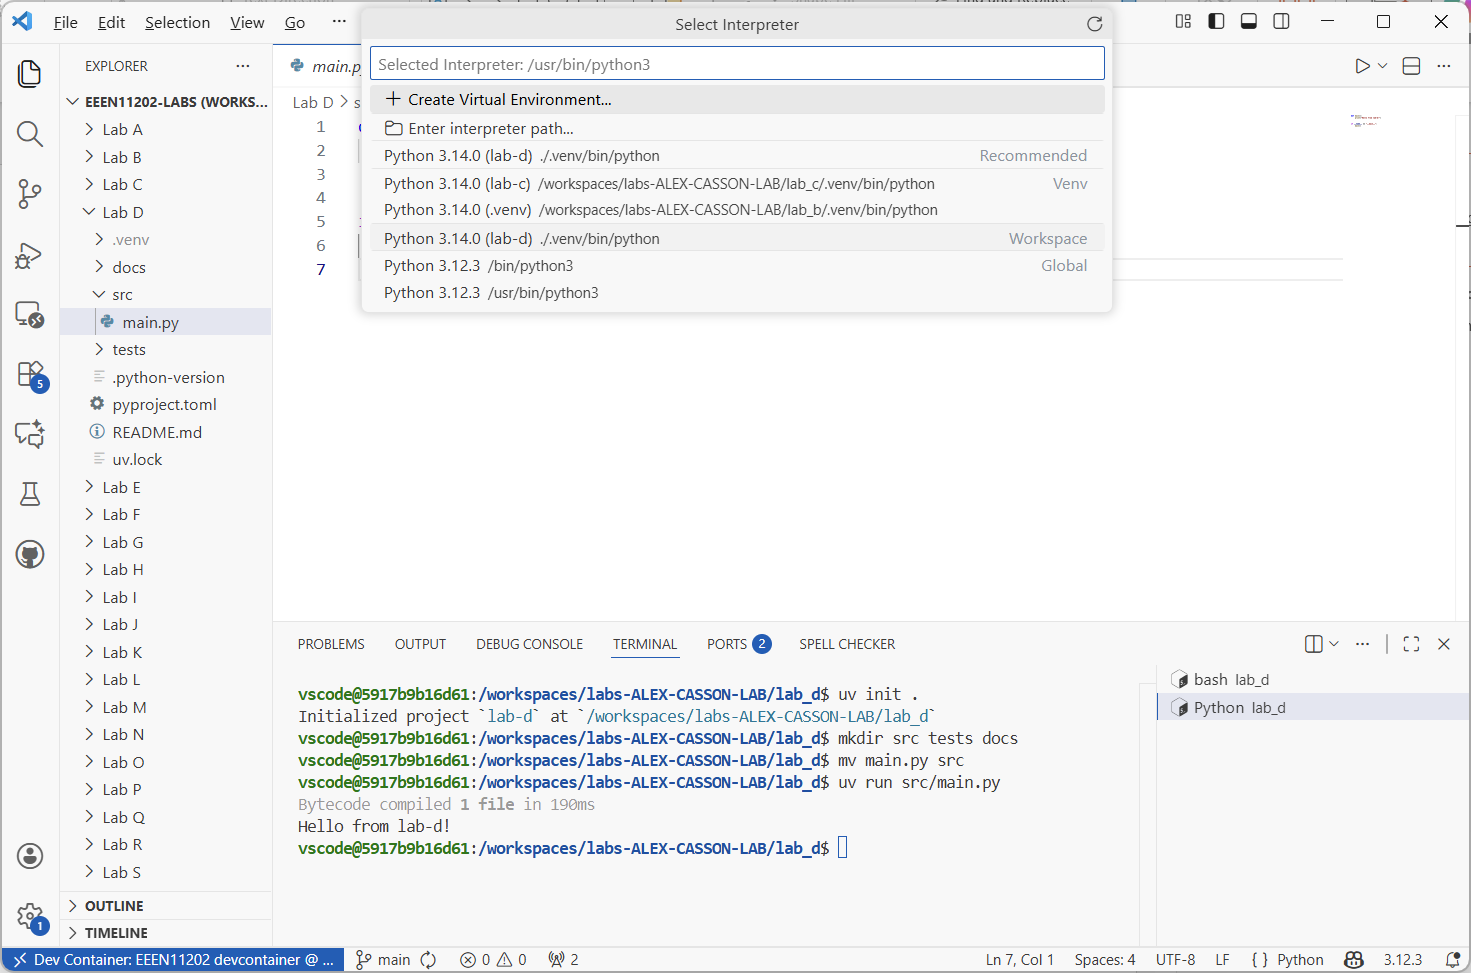 File Edit Selection View Go ···
Select Interpreter
Selected Interpreter: /usr/bin/python3
Create Virtual Environment...
Enter interpreter path...
Python 3.14.0 (lab-d) ./.venv/bin/python Recommended
Python 3.14.0 (lab-c) /workspaces/labs-ALEX-CASSON-LAB/lab_c/.venv/bin/python Venv
Python 3.14.0 (.venv) /workspaces/labs-ALEX-CASSON-LAB/lab_b/.venv/bin/python
Python 3.14.0 (lab-d) ./.venv/bin/python Workspace
Python 3.12.3 /bin/python3 Global
Python 3.12.3 /usr/bin/python3
EXPLORER ···
EEEN11202-LABS (WORKS...
Lab A
Lab B
Lab C
Lab D
.venv
docs
src
main.py
tests
.python-version
pyproject.toml
README.md
uv.lock
Lab E
Lab F
Lab G
Lab H
Lab I
Lab J
Lab K
Lab L
Lab M
Lab N
Lab O
Lab P
Lab Q
Lab R
Lab S
OUTLINE
TIMELINE
5
1
main.p
Lab D > s
1
2
3
4
5
6
7
PROBLEMS OUTPUT DEBUG CONSOLE TERMINAL PORTS 2 SPELL CHECKER
vscode@5917b9b16d61:/workspaces/labs-ALEX-CASSON-LAB/lab_d$ uv init .
Initialized project `lab-d` at `/workspaces/labs-ALEX-CASSON-LAB/lab_d`
vscode@5917b9b16d61:/workspaces/labs-ALEX-CASSON-LAB/lab_d$ mkdir src tests docs
vscode@5917b9b16d61:/workspaces/labs-ALEX-CASSON-LAB/lab_d$ mv main.py src
vscode@5917b9b16d61:/workspaces/labs-ALEX-CASSON-LAB/lab_d$ uv run src/main.py
Bytecode compiled 1 file in 190ms
Hello from lab-d!
vscode@5917b9b16d61:/workspaces/labs-ALEX-CASSON-LAB/lab_d$
bash lab_d
Python lab_d
Dev Container: EEEN11202 devcontainer @ ... main 0 0 2 Ln 7, Col 1 Spaces: 4 UTF-8 LF { } Python 3.12.3